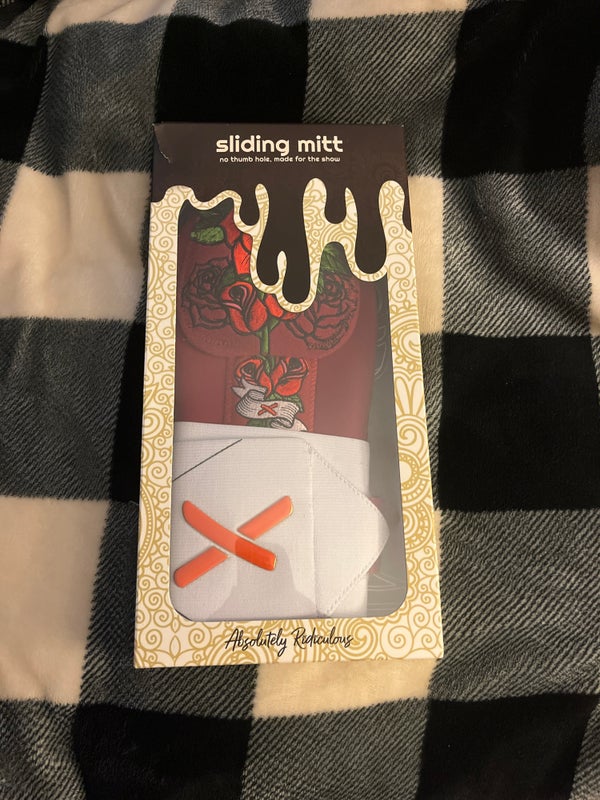 sliding mitt
no thumb hole, made for the show
Absolutely Ridiculous